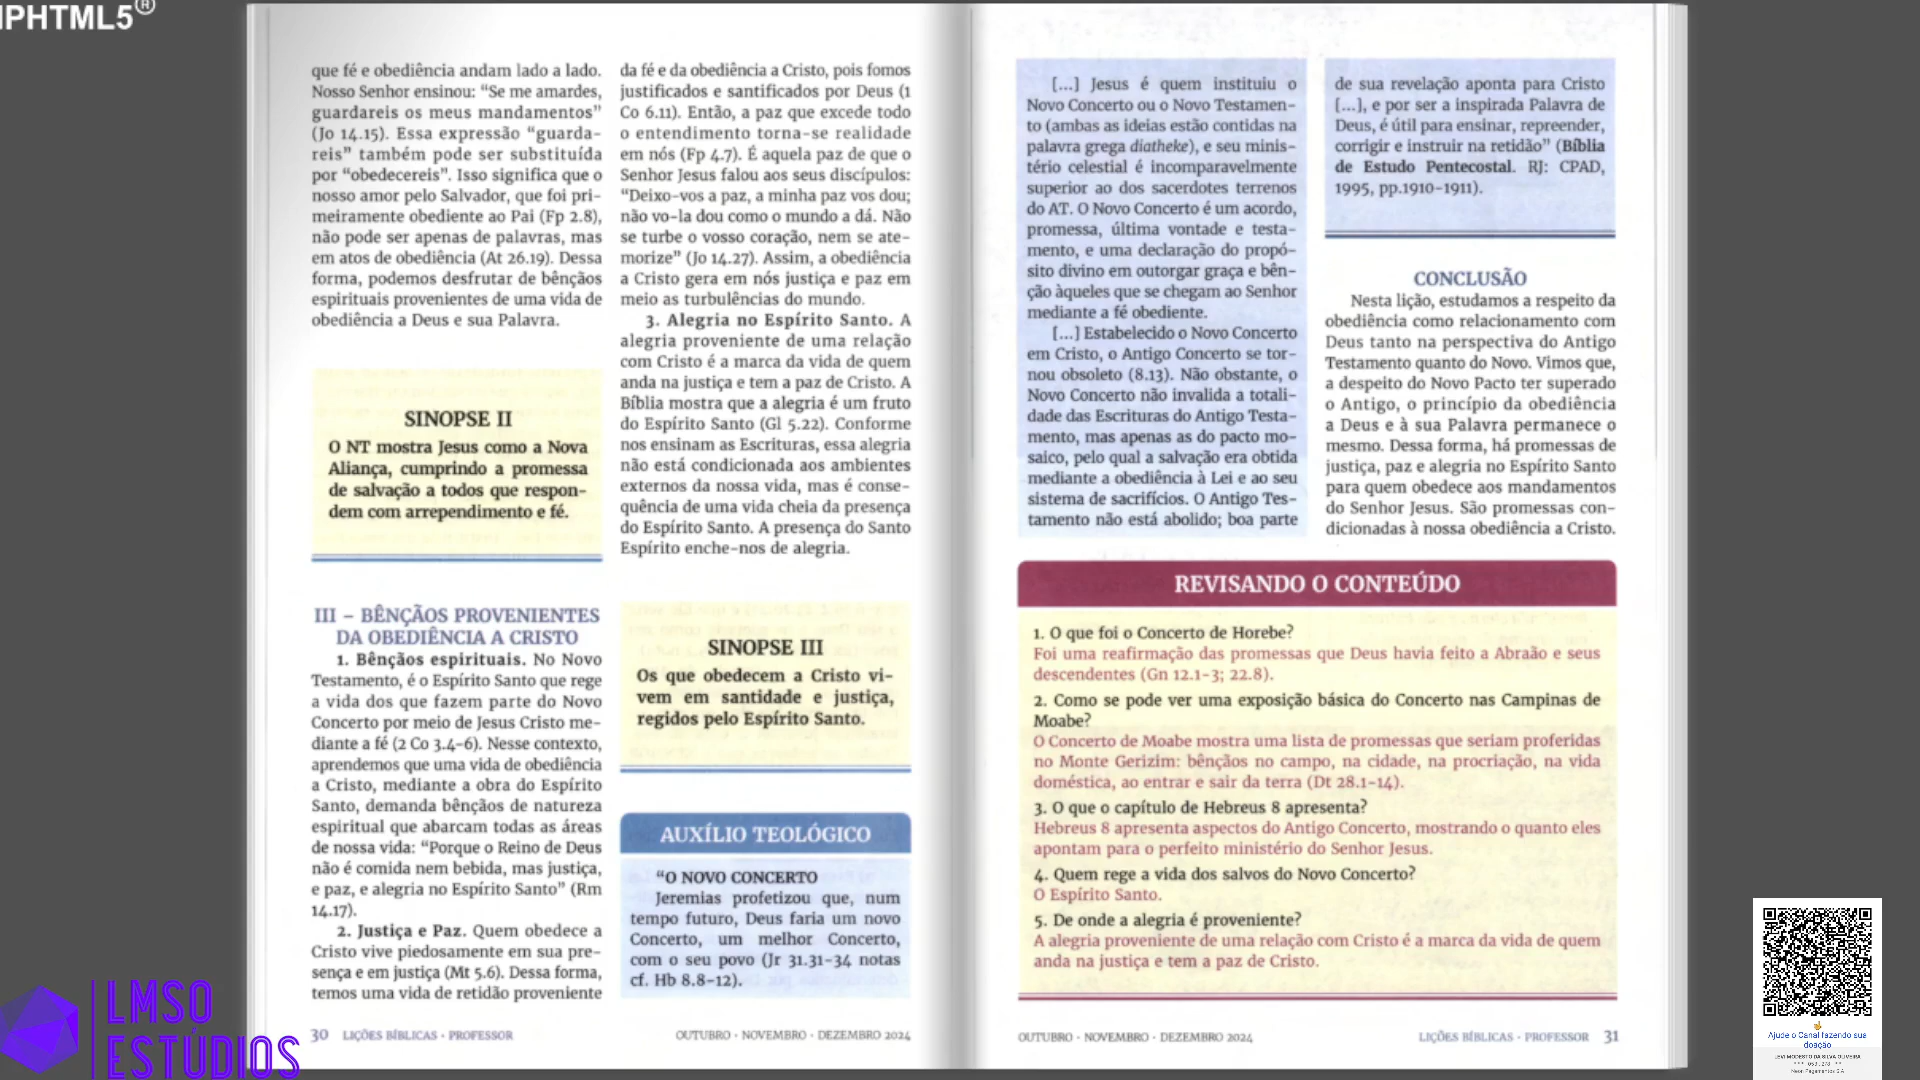 IPHTML5®
que fé e obediência andam lado a lado.
Nosso Senhor ensinou: “Se me amardes,
guardareis os meus mandamentos”
(Jo 14.15). Essa expressão “guarda-
reis” também pode ser substituída
por “obedecereis”. Isso significa que o
nosso amor pelo Salvador, que foi pri-
meiramente obediente ao Pai (Fp 2.8),
não pode ser apenas de palavras, mas
em atos de obediência (At 26.19). Dessa
forma, podemos desfrutar de bênçãos
espirituais provenientes de uma vida de
obediência a Deus e sua Palavra.
SINOPSE II
O NT mostra Jesus como a Nova
Aliança, cumprindo a promessa
de salvação a todos que respon-
dem com arrependimento e fé.
III – BÊNÇÃOS PROVENIENTES
DA OBEDIÊNCIA A CRISTO
1. Bênçãos espirituais. No Novo
Testamento, é o Espírito Santo que rege
a vida dos que fazem parte do Novo
Concerto por meio de Jesus Cristo me-
diante a fé (2 Co 3.4-6). Nesse contexto,
aprendemos que uma vida de obediência
a Cristo, mediante a obra do Espírito
Santo, demanda bênçãos de natureza
espiritual que abarcam todas as áreas
de nossa vida: “Porque o Reino de Deus
não é comida nem bebida, mas justiça,
e paz, e alegria no Espírito Santo” (Rm
14.17).
2. Justiça e Paz. Quem obedece a
Cristo vive piedosamente em sua pre-
sença e em justiça (Mt 5.6). Dessa forma,
temos uma vida de retidão proveniente
da fé e da obediência a Cristo, pois fomos
justificados e santificados por Deus (1
Co 6.11). Então, a paz que excede todo
o entendimento torna-se realidade
em nós (Fp 4.7). É aquela paz de que o
Senhor Jesus falou aos seus discípulos:
“Deixo-vos a paz, a minha paz vos dou;
não vo-la dou como o mundo a dá. Não
se turbe o vosso coração, nem se ate-
morize” (Jo 14.27). Assim, a obediência
a Cristo gera em nós justiça e paz em
meio as turbulências do mundo.
3. Alegria no Espírito Santo. A
alegria proveniente de uma relação
com Cristo é a marca da vida de quem
anda na justiça e tem a paz de Cristo. A
Bíblia mostra que a alegria é um fruto
do Espírito Santo (Gl 5.22). Conforme
nos ensinam as Escrituras, essa alegria
não está condicionada aos ambientes
externos da nossa vida, mas é conse-
quência de uma vida cheia da presença
do Espírito Santo. A presença do Santo
Espírito enche-nos de alegria.
SINOPSE III
Os que obedecem a Cristo vi-
vem em santidade e justiça,
regidos pelo Espírito Santo.
AUXÍLIO TEOLÓGICO
“O NOVO CONCERTO
Jeremias profetizou que, num
tempo futuro, Deus faria um novo
Concerto, um melhor Concerto,
com o seu povo (Jr 31.31-34 notas
cf. Hb 8.8-12).
30 LIÇÕES BÍBLICAS · PROFESSOR
OUTUBRO · NOVEMBRO · DEZEMBRO 2024
[...] Jesus é quem instituiu o
Novo Concerto ou o Novo Testamen-
to (ambas as ideias estão contidas na
palavra grega diatheke), e seu minis-
tério celestial é incomparavelmente
superior ao dos sacerdotes terrenos
do AT. O Novo Concerto é um acordo,
promessa, última vontade e testa-
mento, e uma declaração do propó-
sito divino em outorgar graça e bên-
ção àqueles que se chegam ao Senhor
mediante a fé obediente.
[...] Estabelecido o Novo Concerto
em Cristo, o Antigo Concerto se tor-
nou obsoleto (8.13). Não obstante, o
Novo Concerto não invalida a totali-
dade das Escrituras do Antigo Testa-
mento, mas apenas as do pacto mo-
saico, pelo qual a salvação era obtida
mediante a obediência à Lei e ao seu
sistema de sacrifícios. O Antigo Tes-
tamento não está abolido; boa parte
de sua revelação aponta para Cristo
[...], e por ser a inspirada Palavra de
Deus, é útil para ensinar, repreender,
corrigir e instruir na retidão” (Bíblia
de Estudo Pentecostal. RJ: CPAD,
1995, pp.1910-1911).
CONCLUSÃO
Nesta lição, estudamos a respeito da
obediência como relacionamento com
Deus tanto na perspectiva do Antigo
Testamento quanto do Novo. Vimos que,
a despeito do Novo Pacto ter superado
o Antigo, o princípio da obediência
a Deus e à sua Palavra permanece o
mesmo. Dessa forma, há promessas de
justiça, paz e alegria no Espírito Santo
para quem obedece aos mandamentos
do Senhor Jesus. São promessas con-
dicionadas à nossa obediência a Cristo.
REVISANDO O CONTEÚDO
1. O que foi o Concerto de Horebe?
Foi uma reafirmação das promessas que Deus havia feito a Abraão e seus
descendentes (Gn 12.1-3; 22.8).
2. Como se pode ver uma exposição básica do Concerto nas Campinas de
Moabe?
O Concerto de Moabe mostra uma lista de promessas que seriam proferidas
no Monte Gerizim: bênçãos no campo, na cidade, na procriação, na vida
doméstica, ao entrar e sair da terra (Dt 28.1-14).
3. O que o capítulo de Hebreus 8 apresenta?
Hebreus 8 apresenta aspectos do Antigo Concerto, mostrando o quanto eles
apontam para o perfeito ministério do Senhor Jesus.
4. Quem rege a vida dos salvos do Novo Concerto?
O Espírito Santo.
5. De onde a alegria é proveniente?
A alegria proveniente de uma relação com Cristo é a marca da vida de quem
anda na justiça e tem a paz de Cristo.
OUTUBRO · NOVEMBRO · DEZEMBRO 2024
LIÇÕES BÍBLICAS · PROFESSOR 31
LMSO
ESTÚDIOS
Ajude o Canal fazendo sua
doação
LEVI MODESTO DA SILVA OLIVEIRA
Neon Pagamentos S.A.